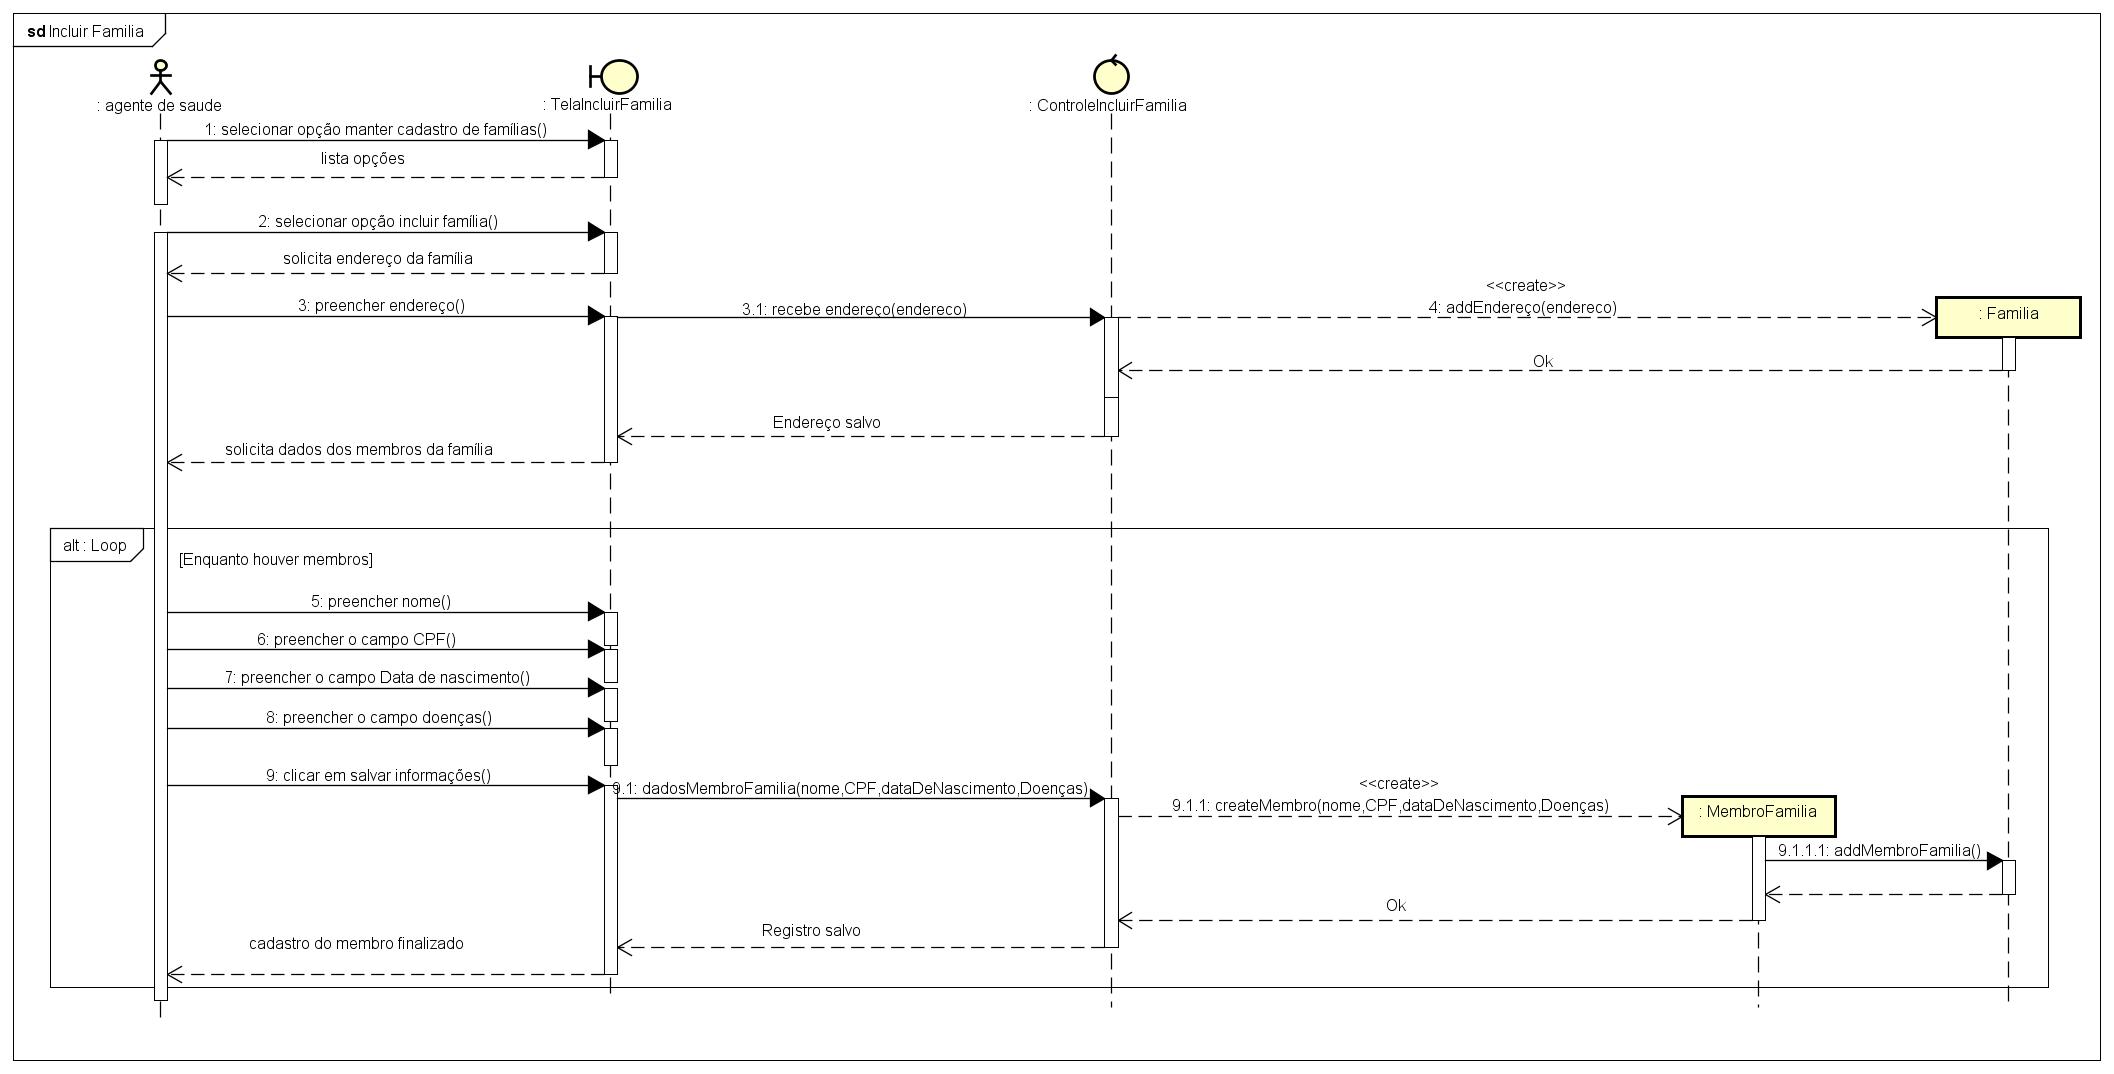 sd Incluir Familia
: agente de saude
: TelaIncluirFamilia
: ControleIncluirFamilia
1: selecionar opção manter cadastro de famílias()
lista opções
2: selecionar opção incluir família()
solicita endereço da família
<<create>>
3: preencher endereço()
3.1: recebe endereço(endereco)
4: addEndereço(endereco)
: Familia
Ok
Endereço salvo
solicita dados dos membros da família
alt : Loop
[Enquanto houver membros]
5: preencher nome()
6: preencher o campo CPF()
7: preencher o campo Data de nascimento()
8: preencher o campo doenças()
9: clicar em salvar informações()
9.1: dadosMembroFamilia(nome,CPF,dataDeNascimento,Doenças)
<<create>>
9.1.1: createMembro(nome,CPF,dataDeNascimento,Doenças)
: MembroFamilia
9.1.1.1: addMembroFamilia()
Ok
Registro salvo
cadastro do membro finalizado